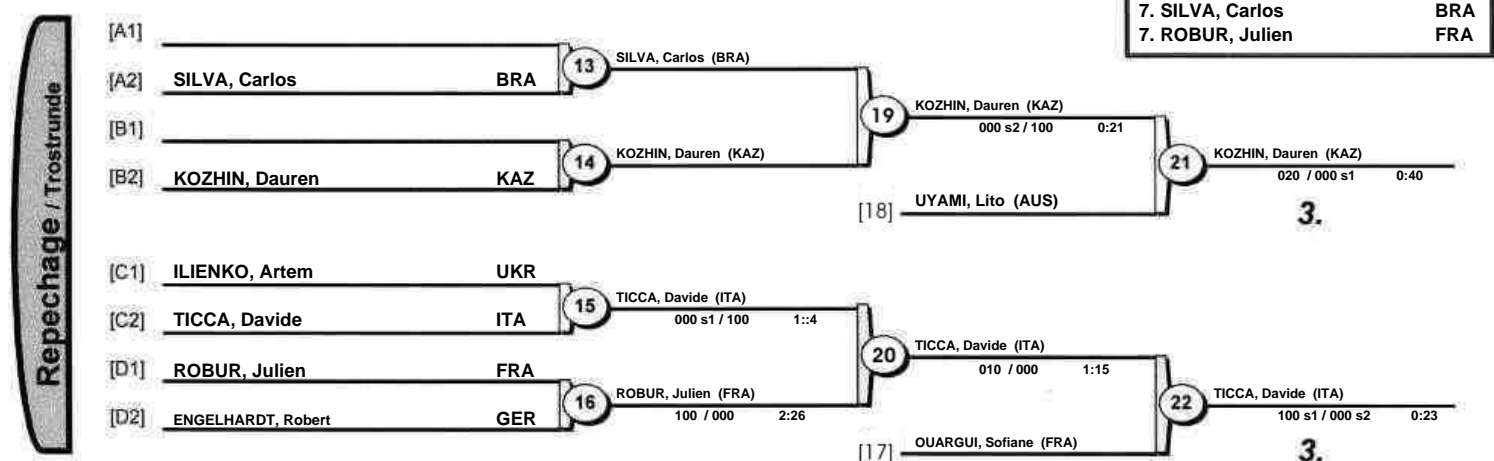 7. SILVA, Carlos BRA
7. ROBUR, Julien FRA
Repechage / Trostrunde
[A1]
[A2] SILVA, Carlos BRA
13
SILVA, Carlos (BRA)
[B1]
[B2] KOZHIN, Dauren KAZ
14
KOZHIN, Dauren (KAZ)
19
KOZHIN, Dauren (KAZ)
000 s2 / 100 0:21
[18] UYAMI, Lito (AUS)
21
KOZHIN, Dauren (KAZ)
020 / 000 s1 0:40
3.
[C1] ILIENKO, Artem UKR
[C2] TICCA, Davide ITA
15
TICCA, Davide (ITA)
000 s1 / 100 1::4
[D1] ROBUR, Julien FRA
[D2] ENGELHARDT, Robert GER
16
ROBUR, Julien (FRA)
100 / 000 2:26
20
TICCA, Davide (ITA)
010 / 000 1:15
[17] OUARGUI, Sofiane (FRA)
22
TICCA, Davide (ITA)
100 s1 / 000 s2 0:23
3.